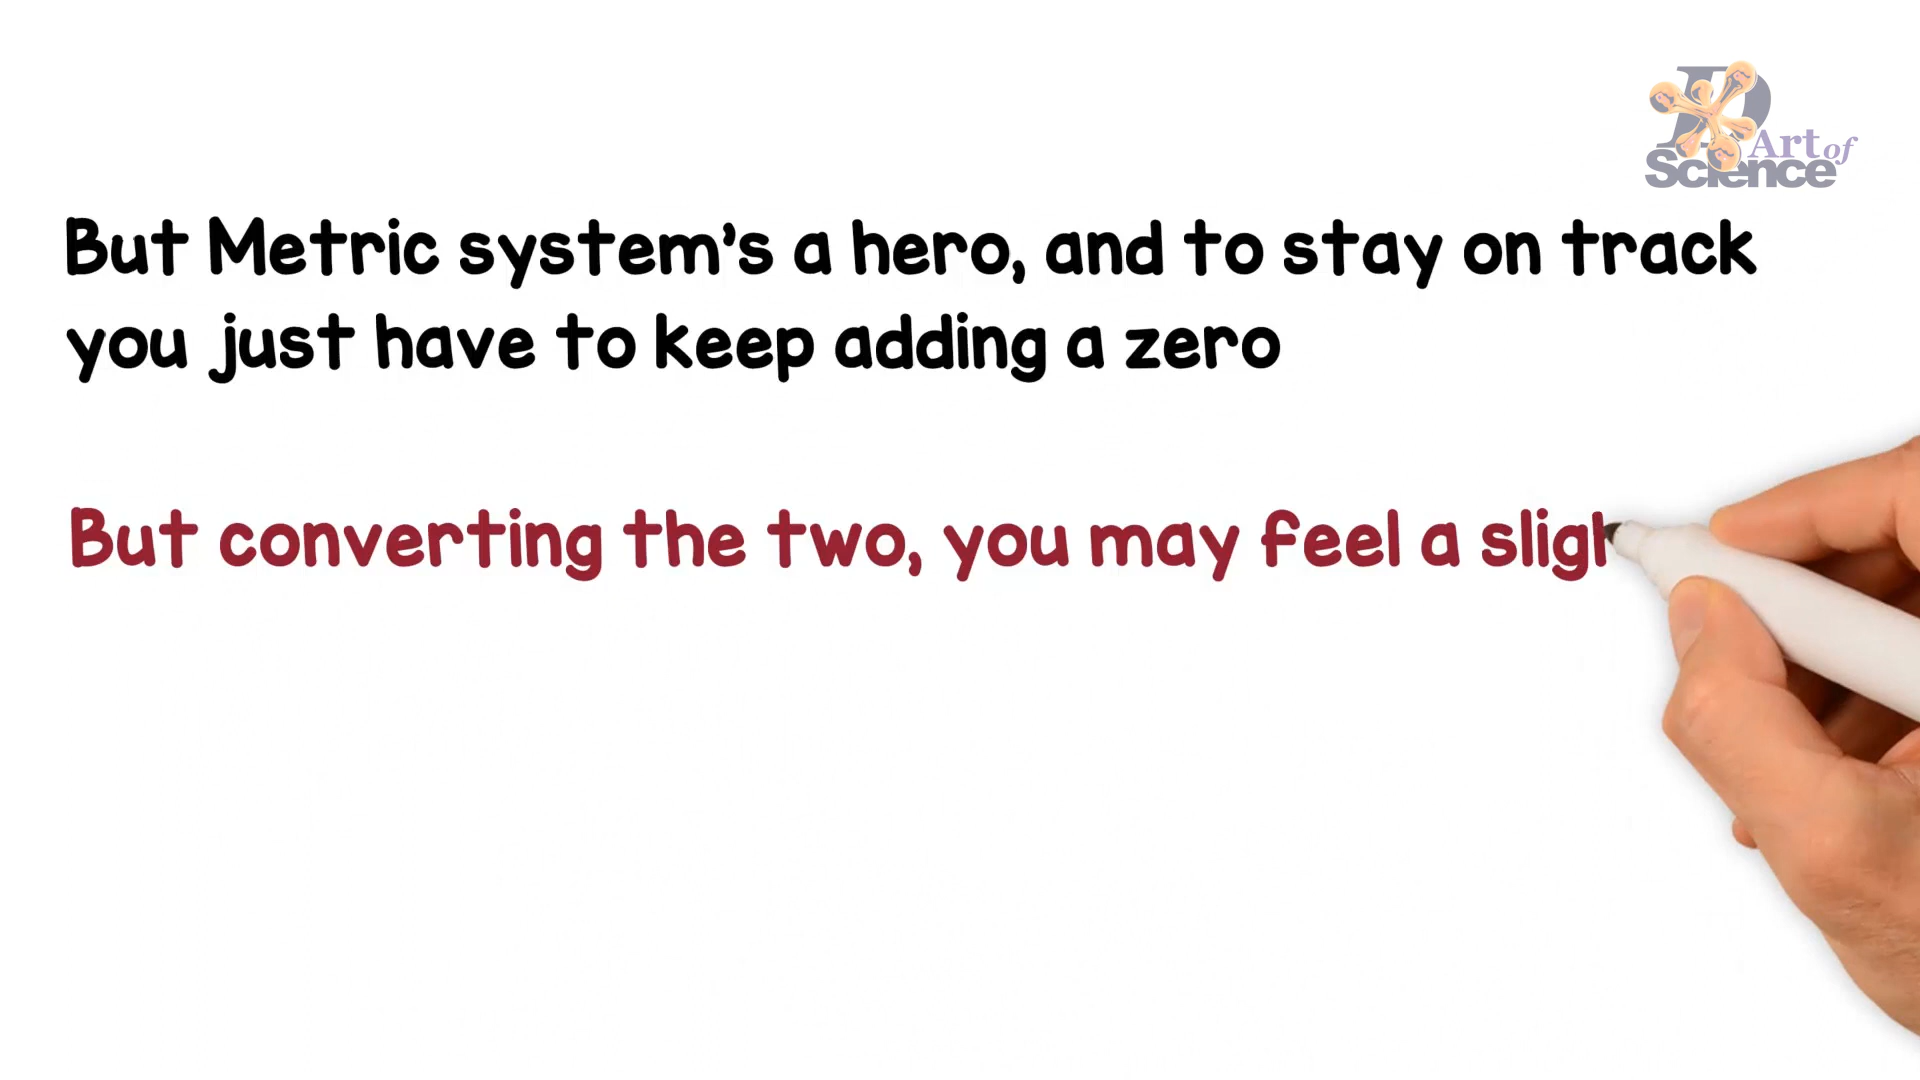 Art of
Science
But Metric system's a hero, and to stay on track
you just have to keep adding a zero
But converting the two, you may feel a